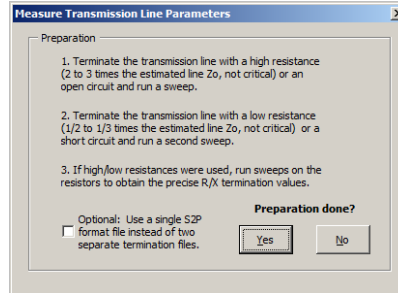 Measure Transmission Line Parameters
Preparation
1. Terminate the transmission line with a high resistance
(2 to 3 times the estimated line Zo, not critical) or an
open circuit and run a sweep.
2. Terminate the transmission line with a low resistance
(1/2 to 1/3 times the estimated line Zo, not critical) or a
short circuit and run a second sweep.
3. If high/low resistances were used, run sweeps on the
resistors to obtain the precise R/X termination values.
Optional: Use a single S2P
format file instead of two
separate termination files.
Preparation done?
Yes
No